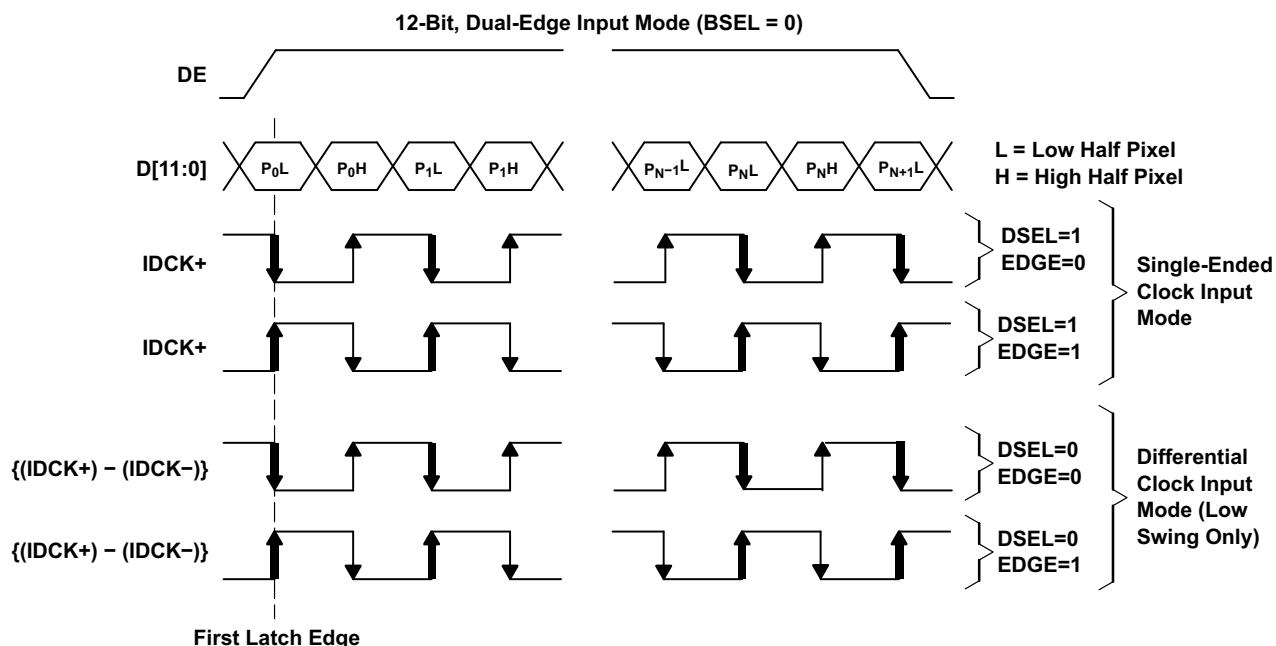 12-Bit, Dual-Edge Input Mode (BSEL = 0)
DE
D[11:0]
P0L P0H P1L P1H PN−1L PNL PNH PN+1L
L = Low Half Pixel
H = High Half Pixel
IDCK+
DSEL=1
EDGE=0
IDCK+
DSEL=1
EDGE=1
Single-Ended
Clock Input
Mode
{(IDCK+) − (IDCK−)}
DSEL=0
EDGE=0
{(IDCK+) − (IDCK−)}
DSEL=0
EDGE=1
Differential
Clock Input
Mode (Low
Swing Only)
First Latch Edge